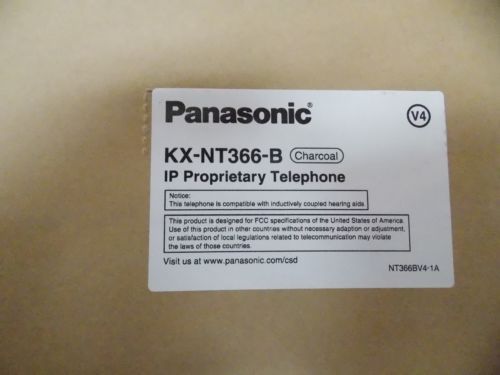 Panasonic®
V4
KX-NT366-B Charcoal
IP Proprietary Telephone
Notice:
This telephone is compatible with inductively coupled hearing aids.
This product is designed for FCC specifications of the United States of America.
Use of this product in other countries without necessary adaption or adjustment,
or satisfaction of local regulations related to telecommunication may violate
the laws of those countries.
Visit us at www.panasonic.com/csd
NT366BV4-1A